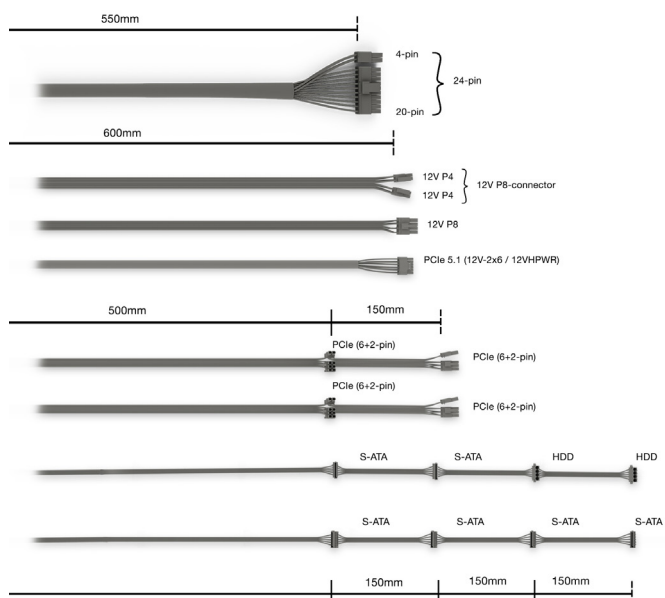 550mm
4-pin
24-pin
20-pin
600mm
12V P4
12V P4
12V P8-connector
12V P8
PCIe 5.1 (12V-2x6 / 12VHPWR)
500mm
150mm
PCIe (6+2-pin)
PCIe (6+2-pin)
PCIe (6+2-pin)
PCIe (6+2-pin)
S-ATA
S-ATA
HDD
HDD
S-ATA
S-ATA
S-ATA
S-ATA
150mm
150mm
150mm